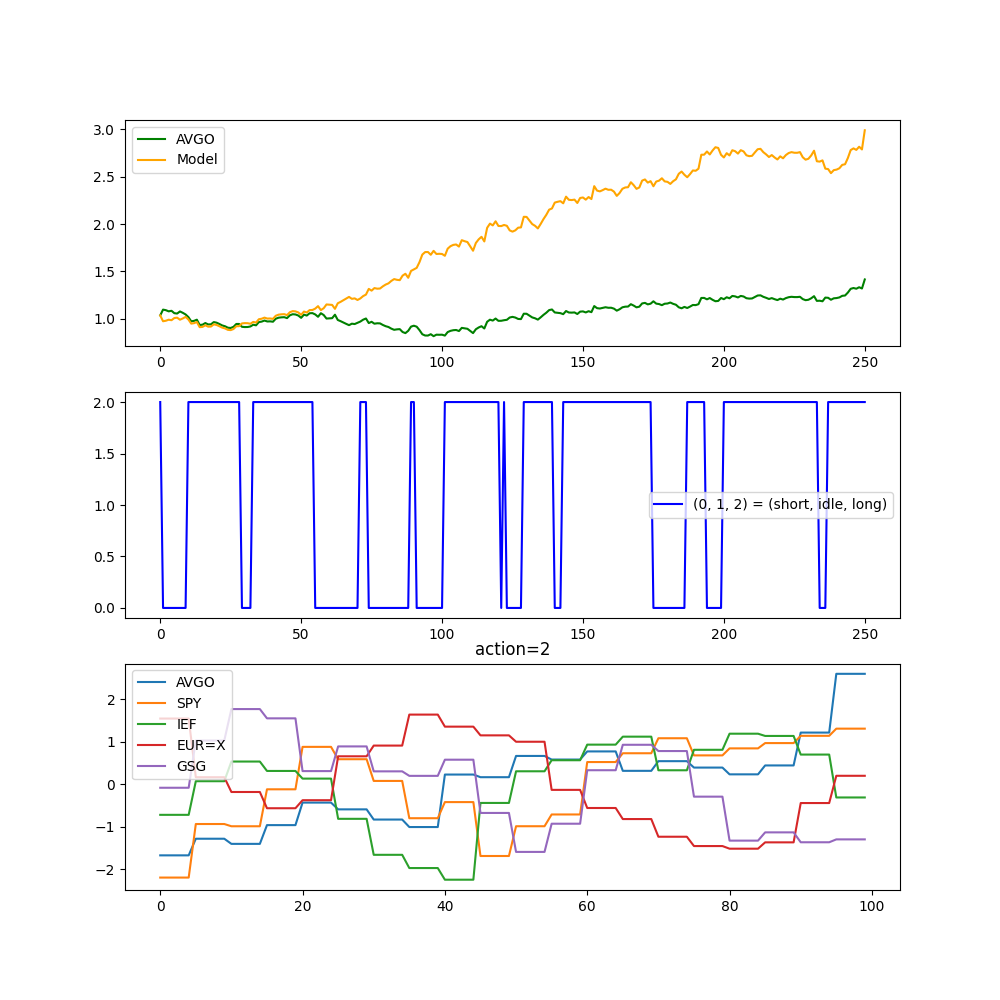 3.0
2.5
2.0
1.5
1.0
AVGO
Model
0 50 100 150 200 250
2.0
1.5
1.0
0.5
0.0
(0, 1, 2) = (short, idle, long)
0 50 100 150 200 250
action=2
2
1
0
−1
−2
AVGO
SPY
IEF
EUR=X
GSG
0 20 40 60 80 100